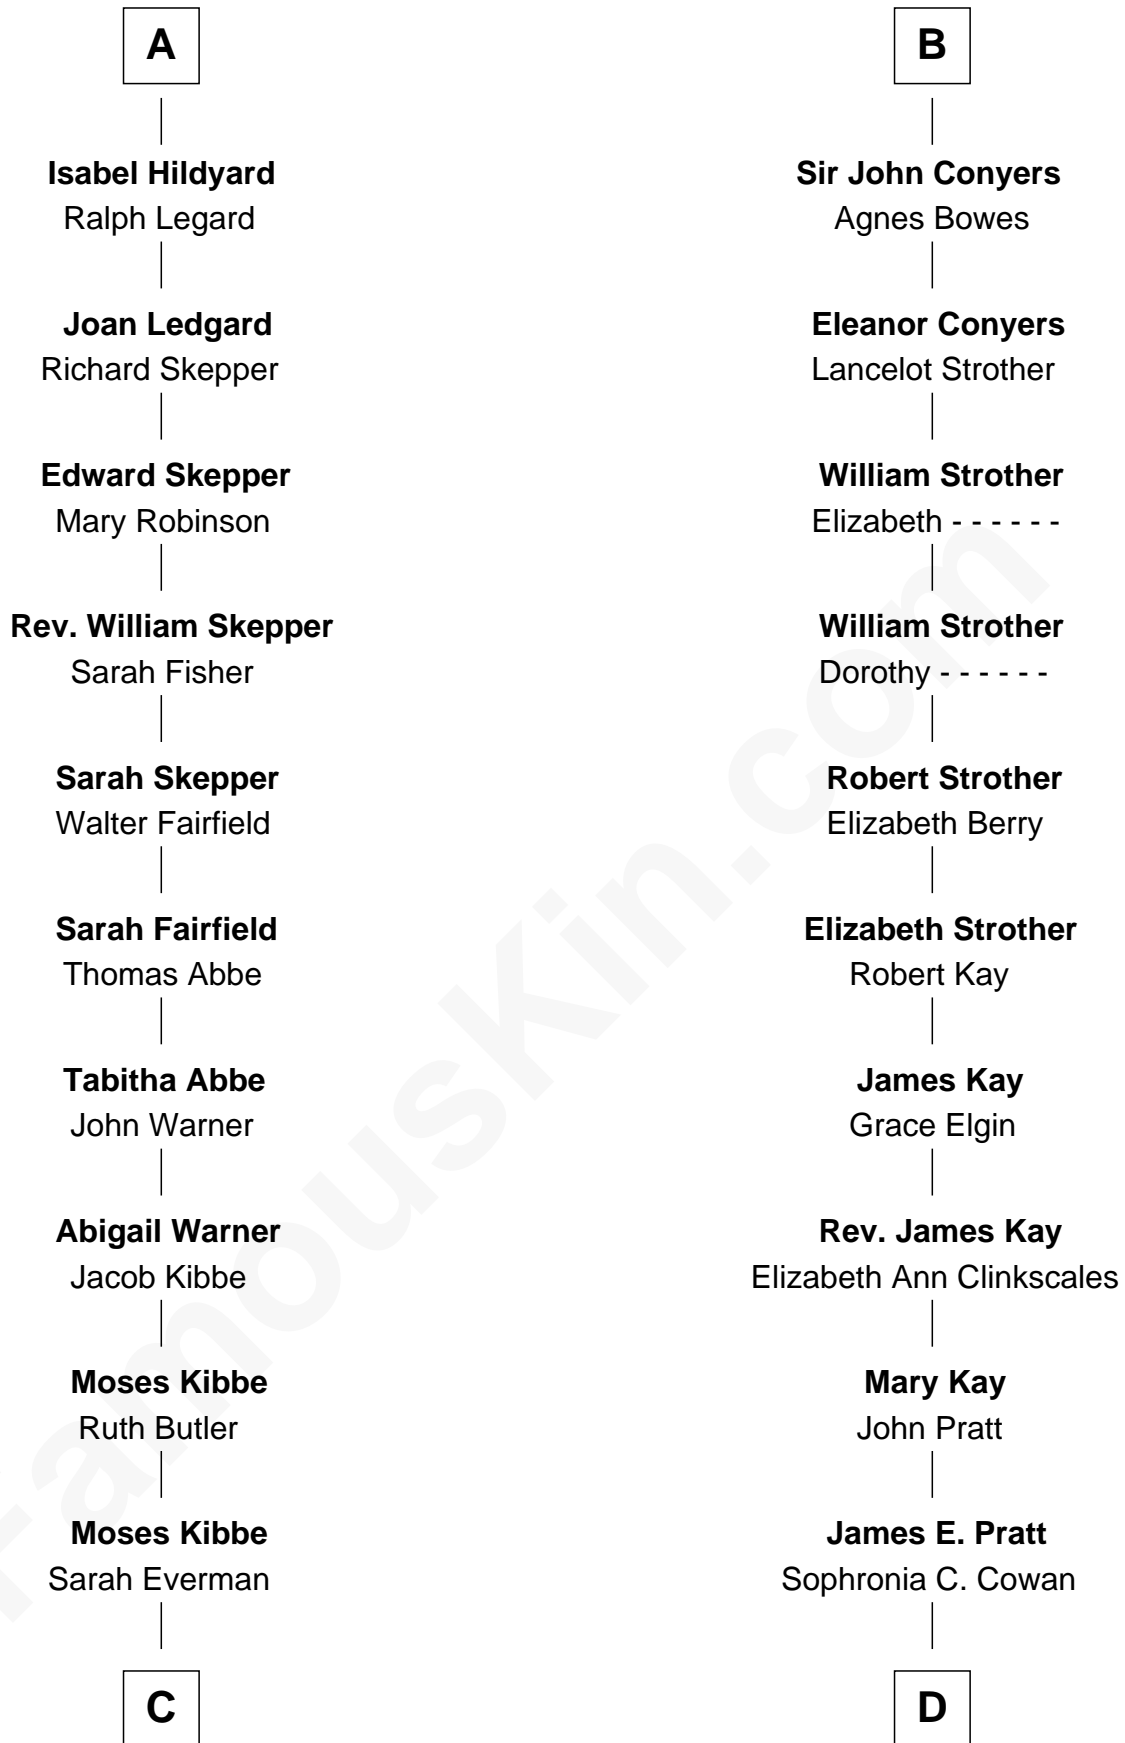 A
Isabel Hildyard
Ralph Legard
Joan Ledgard
Richard Skepper
Edward Skepper
Mary Robinson
Rev. William Skepper
Sarah Fisher
Sarah Skepper
Walter Fairfield
Sarah Fairfield
Thomas Abbe
Tabitha Abbe
John Warner
Abigail Warner
Jacob Kibbe
Moses Kibbe
Ruth Butler
Moses Kibbe
Sarah Everman
C
B
Sir John Conyers
Agnes Bowes
Eleanor Conyers
Lancelot Strother
William Strother
Elizabeth - - - - - -
William Strother
Dorothy - - - - - -
Robert Strother
Elizabeth Berry
Elizabeth Strother
Robert Kay
James Kay
Grace Elgin
Rev. James Kay
Elizabeth Ann Clinkscales
Mary Kay
John Pratt
James E. Pratt
Sophronia C. Cowan
D
FamousKin.com